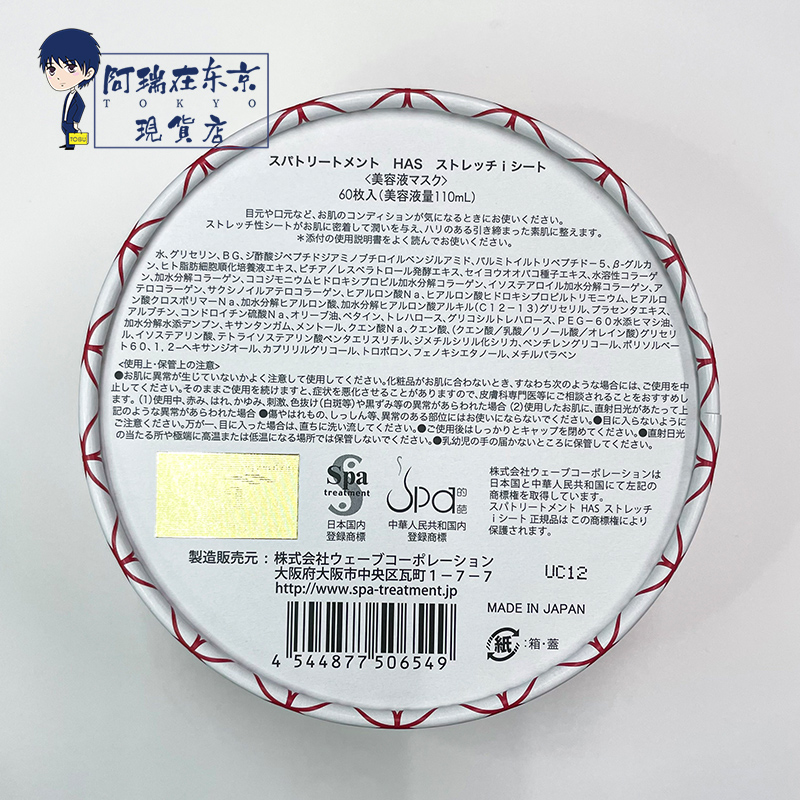 阿瑞在东京
TOKYO
現貨店
TOBU
スパトリートメント HAS ストレッチｉシート
〈美容液マスク〉
60枚入（美容液量110mL）
目元や口元など、お肌のコンディションが気になるときにお使いください。
ストレッチ性シートがお肌に密着して潤いを与え、ハリのある引き締まった素肌に整えます。
＊添付の使用説明書をよく読んでお使いください。
水、グリセリン、BG、ジ酢酸ジペプチドジアミノブチロイルベンジルアミド、パルミトイルトリペプチド－5、β-グルカ
ン、ヒト脂肪細胞順化培養液エキス、ピチア／レスベラトロール発酵エキス、セイヨウオオバコ種子エキス、水溶性コラーゲ
ン、加水分解コラーゲン、ココジモニウムヒドロキシプロピル加水分解コラーゲン、イソステアロイル加水分解コラーゲン、ア
テロコラーゲン、サクシノイルアテロコラーゲン、ヒアルロン酸Na、ヒアルロン酸ヒドロキシプロピルトリモニウム、ヒアルロ
ン酸クロスポリマーNa、加水分解ヒアルロン酸、加水分解ヒアルロン酸アルキル（C12－13）グリセリル、プラセンタエキス、
アルブチン、コンドロイチン硫酸Na、オリーブ油、ベタイン、トレハロース、グリコシルトレハロース、PEG－60水添ヒマシ油、
加水分解水添デンプン、キサンタンガム、メントール、クエン酸Na、クエン酸、（クエン酸／乳酸／リノール酸／オレイン酸）グリセリ
ル、イソステアリン酸、テトライソステアリン酸ペンタエリスリチル、ジメチルシリル化シリカ、ペンチレングリコール、ポリソルベ
ート60、1，2－ヘキサンジオール、カプリリルグリコール、トロポロン、フェノキシエタノール、メチルパラベン
〈使用上・保管上の注意〉
●お肌に異常が生じていないかよく注意して使用してください。化粧品がお肌に合わないとき、すなわち次のような場合には、ご使用を中
止してください。そのままご使用を続けますと、症状を悪化させることがありますので、皮膚科専門医等にご相談されることをおすすめし
ます。（1）使用中、赤み、はれ、かゆみ、刺激、色抜け（白斑等）や黒ずみ等の異常があらわれた場合（2）使用したお肌に、直射日光があたって上
記のような異常があらわれた場合 ●傷やはれもの、しっしん等、異常のある部位にはお使いにならないでください。●目に入らないように
ご注意ください。万が一、目に入った場合は、直ちに洗い流してください。●ご使用後はしっかりとキャップを閉めてください。●直射日光
の当たる所や極端に高温または低温になる場所では保管しないでください。●乳幼児の手の届かないところに保管してください。
Spa
treatment
日本国内
登録商標
Spa的葩
中華人民共和国内
登録商標
株式会社ウェーブコーポレーションは
日本国と中華人民共和国にて左記の
商標権を取得しています。
スパトリートメント HAS ストレッチ
ｉシート 正規品は この商標権により
保護されます。
製造販売元：株式会社ウェーブコーポレーション
大阪府大阪市中央区瓦町1－7－7
http://www.spa-treatment.jp
UC12
MADE IN JAPAN
紙：箱・蓋
4 544877 506549